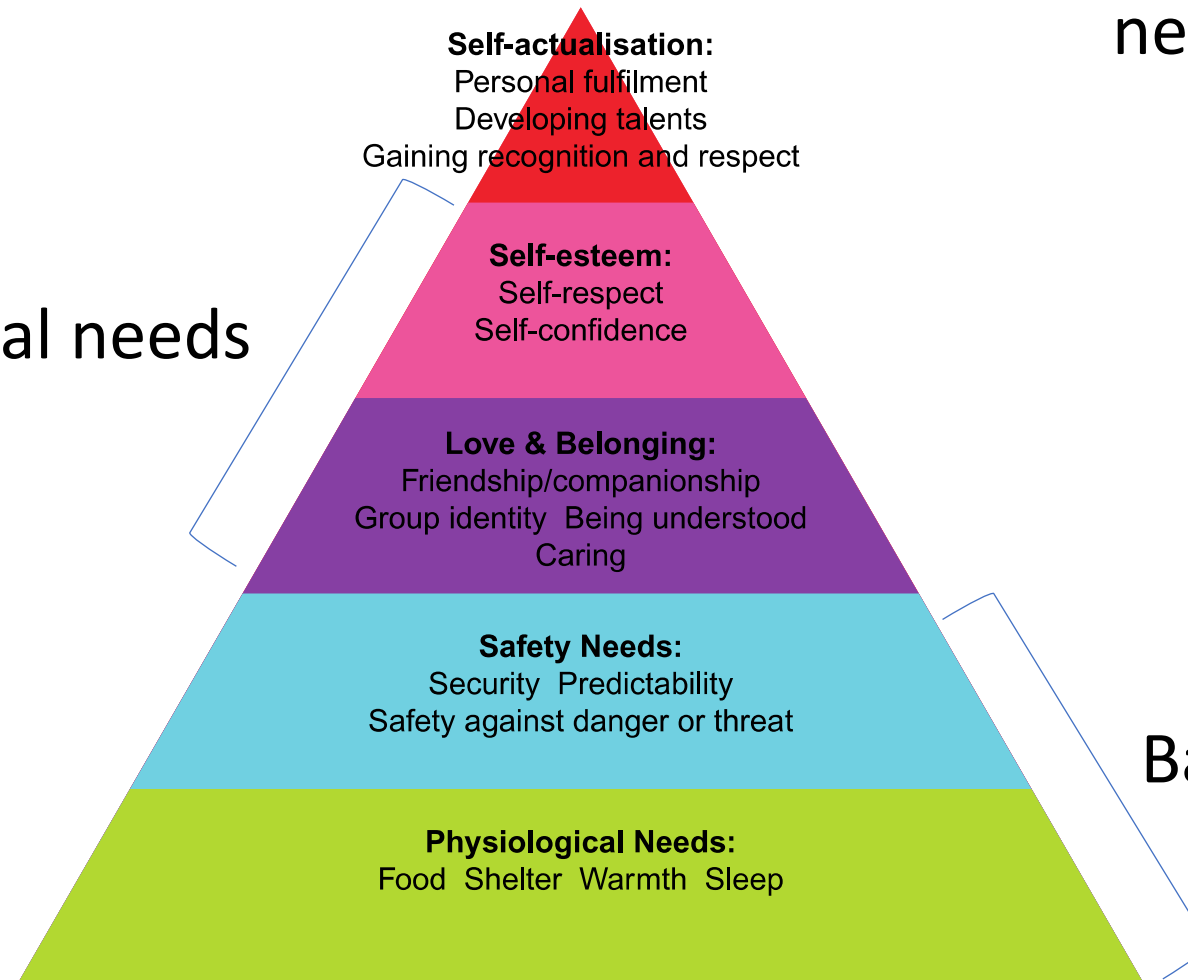 ne
Self-actualisation:
Personal fulfilment
Developing talents
Gaining recognition and respect
Self-esteem:
Self-respect
Self-confidence
al needs
Love & Belonging:
Friendship/companionship
Group identity Being understood
Caring
Safety Needs:
Security Predictability
Safety against danger or threat
Ba
Physiological Needs:
Food Shelter Warmth Sleep